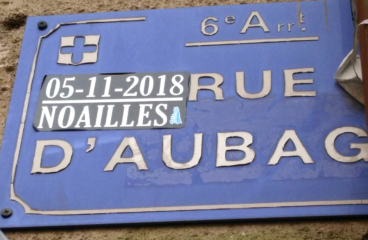 6e Arrt
05-11-2018
NOAILLES
RUE
D'AUBAG